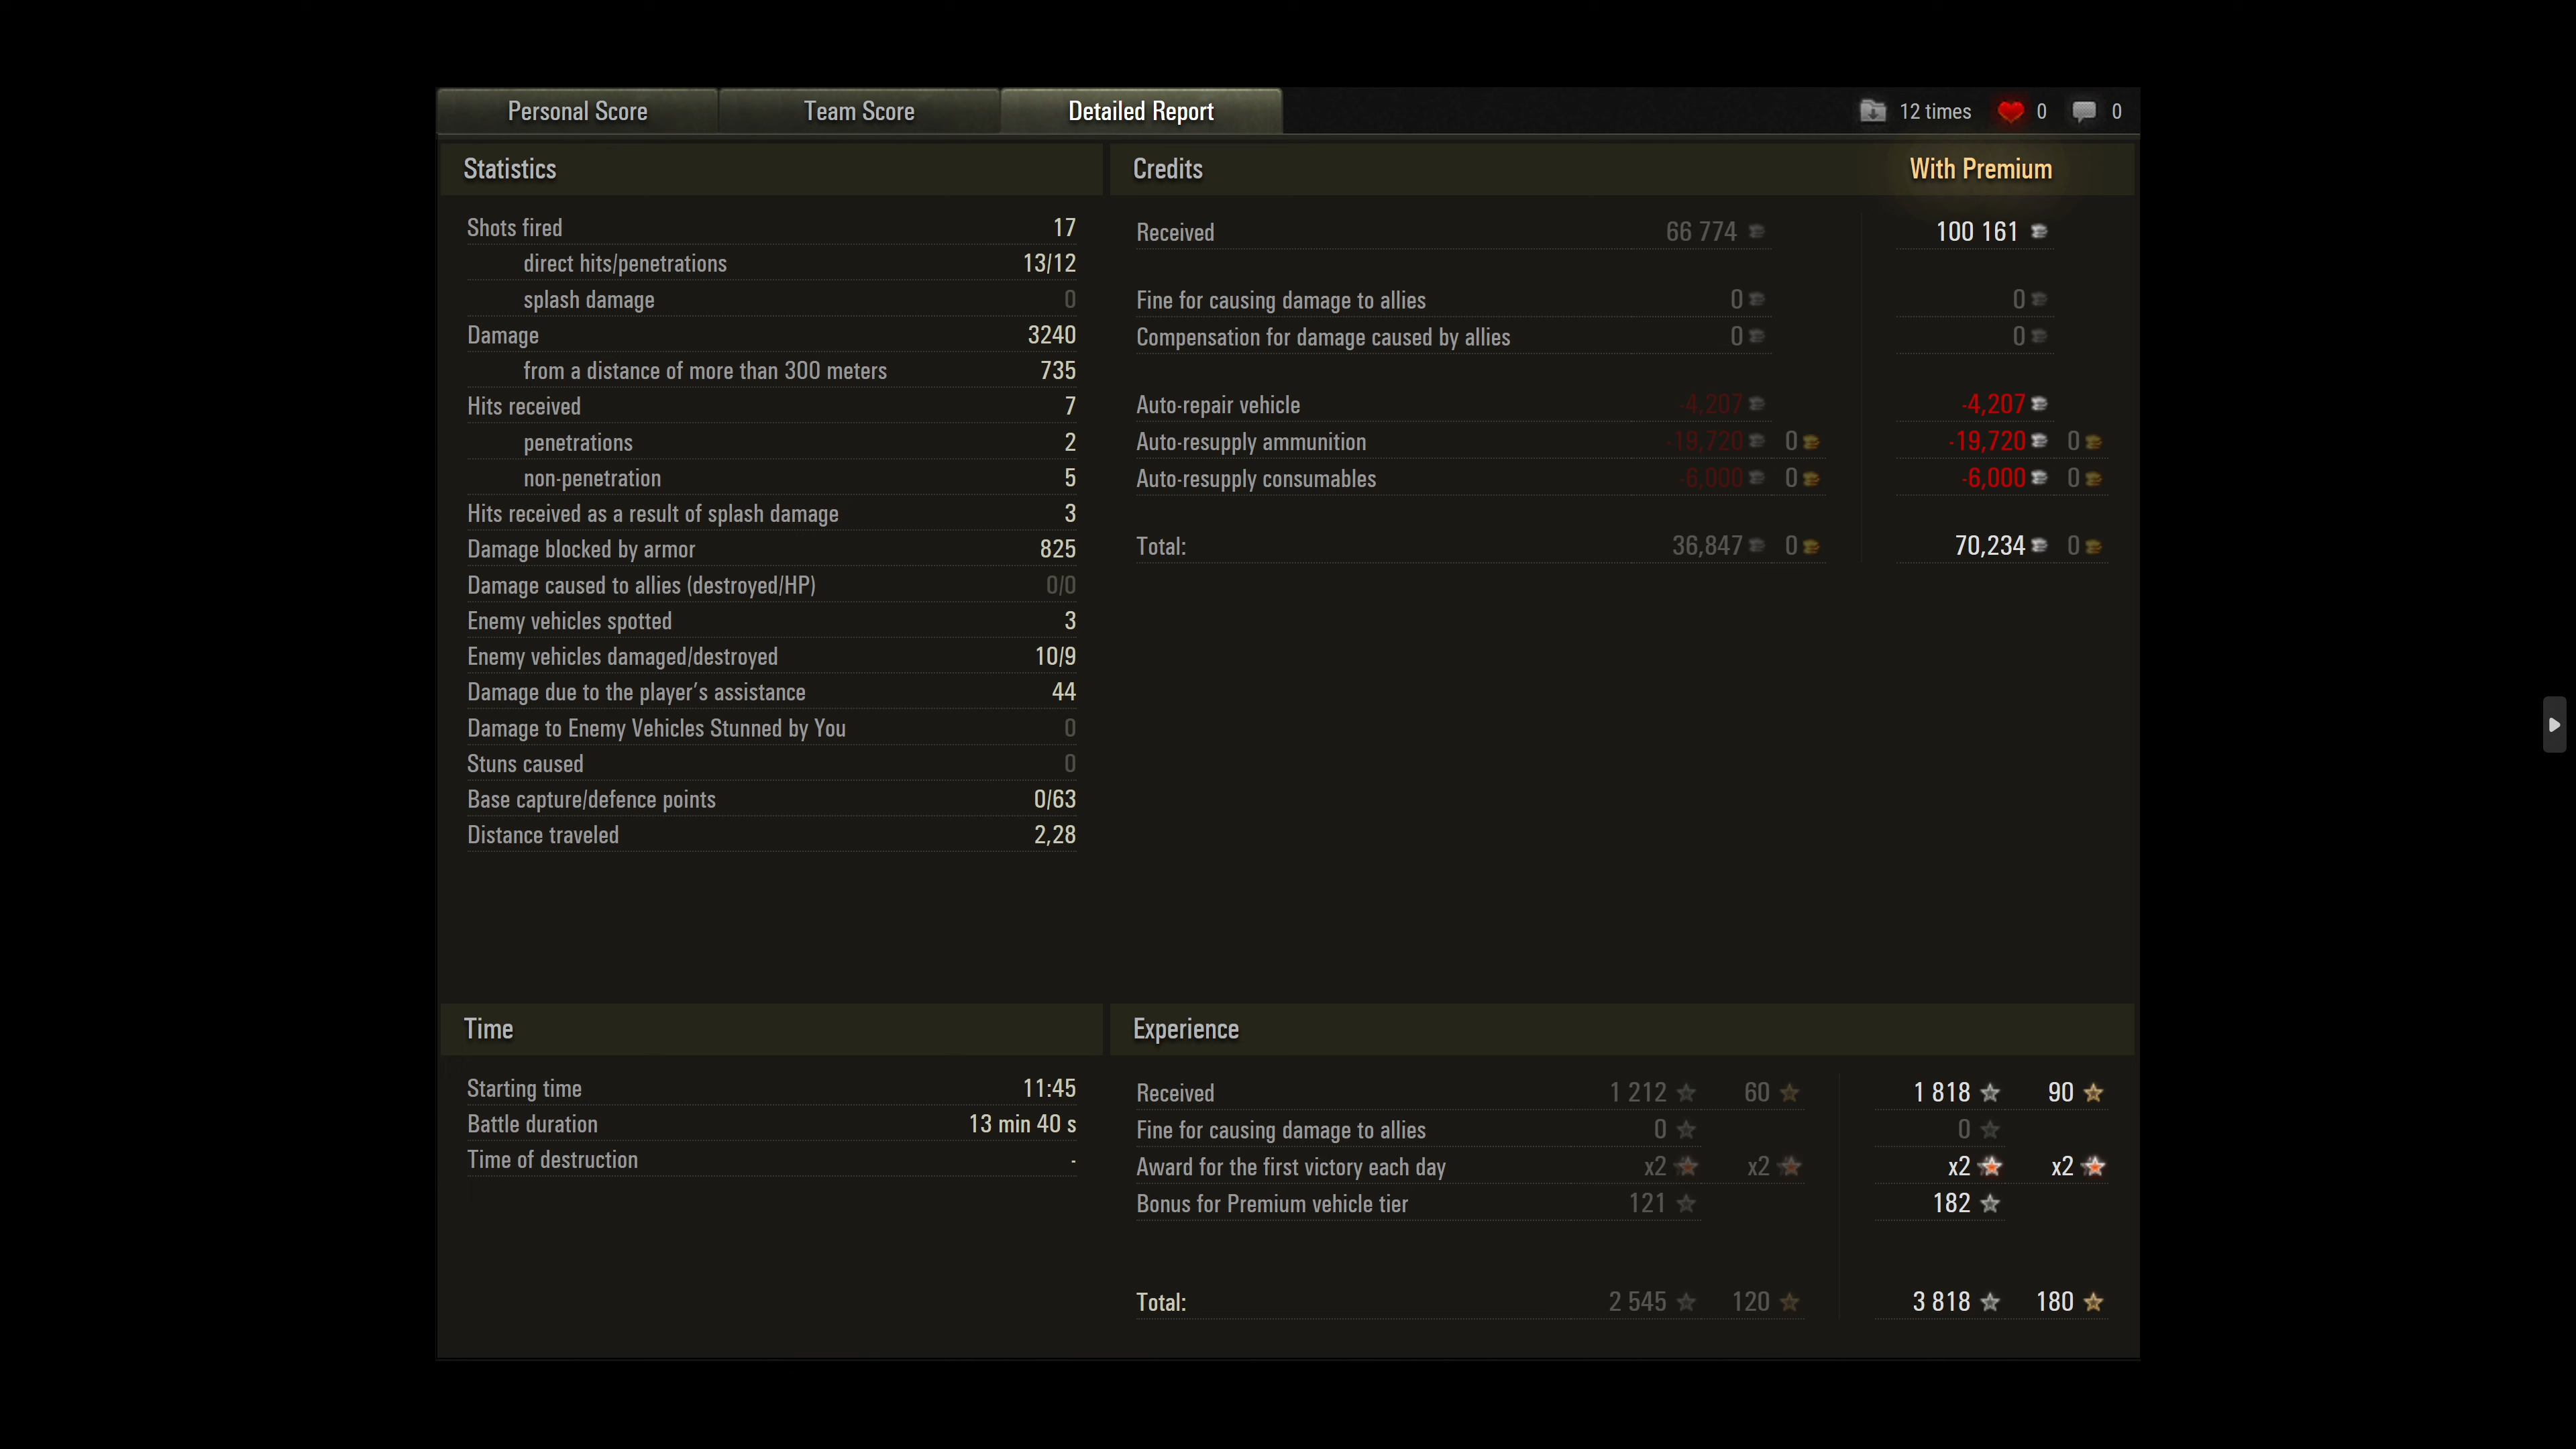 Personal Score Team Score Detailed Report 12 times 0 0
Statistics
Shots fired 17
direct hits/penetrations 13/12
splash damage 0
Damage 3240
from a distance of more than 300 meters 735
Hits received 7
penetrations 2
non-penetration 5
Hits received as a result of splash damage 3
Damage blocked by armor 825
Damage caused to allies (destroyed/HP) 0/0
Enemy vehicles spotted 3
Enemy vehicles damaged/destroyed 10/9
Damage due to the player's assistance 44
Damage to Enemy Vehicles Stunned by You 0
Stuns caused 0
Base capture/defence points 0/63
Distance traveled 2,28
Credits With Premium
Received 66 774 100 161
Fine for causing damage to allies 0 0
Compensation for damage caused by allies 0 0
Auto-repair vehicle -4,207 -4,207
Auto-resupply ammunition -19,720 0 -19,720 0
Auto-resupply consumables -6,000 0 -6,000 0
Total: 36,847 0 70,234 0
Time
Starting time 11:45
Battle duration 13 min 40 s
Time of destruction -
Experience
Received 1 212 60 1 818 90
Fine for causing damage to allies 0 0
Award for the first victory each day x2 x2 x2 x2
Bonus for Premium vehicle tier 121 182
Total: 2 545 120 3 818 180